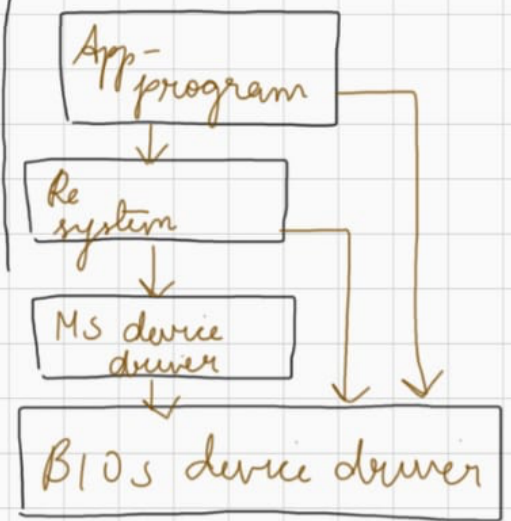 App-
program
Re
system
MS device
driver
BIOs device driver